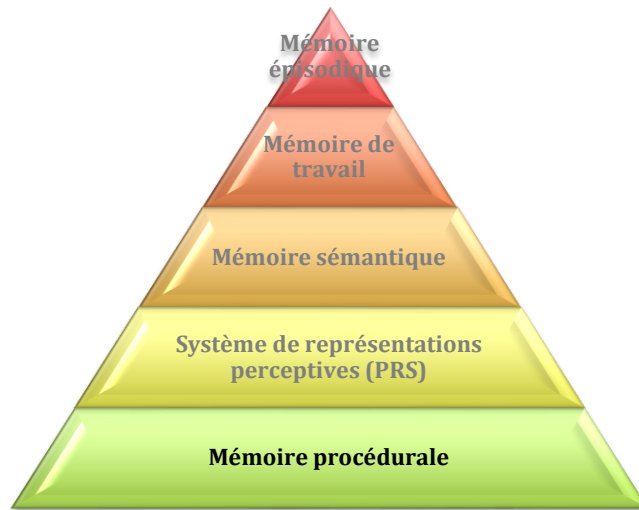 Mémoire
épisodique
Mémoire de
travail
Mémoire sémantique
Système de représentations
perceptives (PRS)
Mémoire procédurale